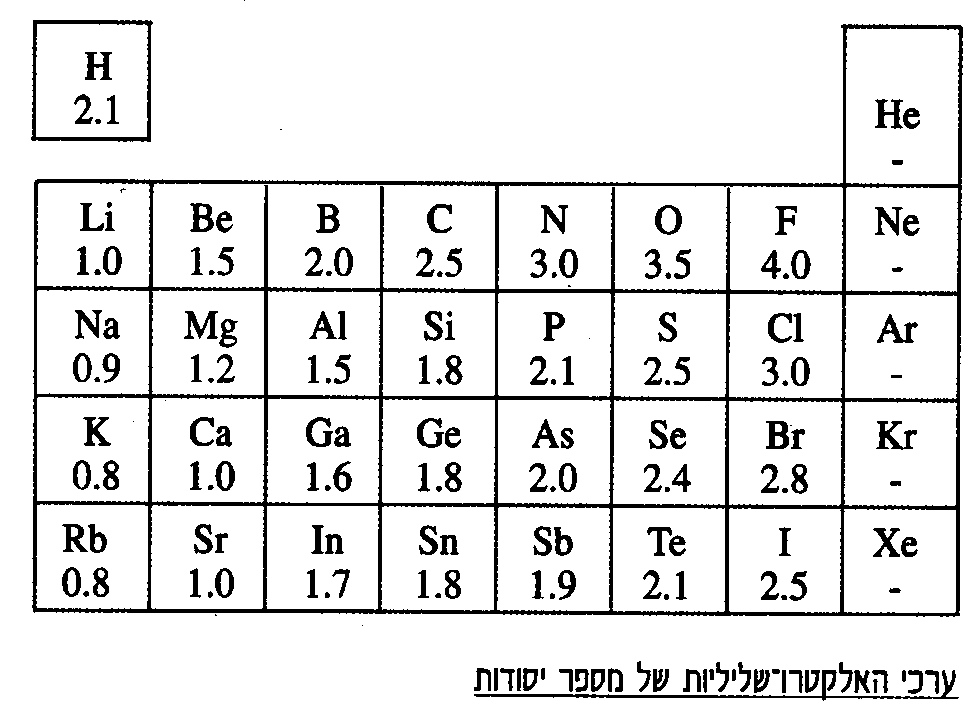 H
2.1
He
-
Li Be B C N O F Ne
1.0 1.5 2.0 2.5 3.0 3.5 4.0 -
Na Mg Al Si P S Cl Ar
0.9 1.2 1.5 1.8 2.1 2.5 3.0 -
K Ca Ga Ge As Se Br Kr
0.8 1.0 1.6 1.8 2.0 2.4 2.8 -
Rb Sr In Sn Sb Te I Xe
0.8 1.0 1.7 1.8 1.9 2.1 2.5 -
ערכי האלקטרו־שליליות של מספר יסודות